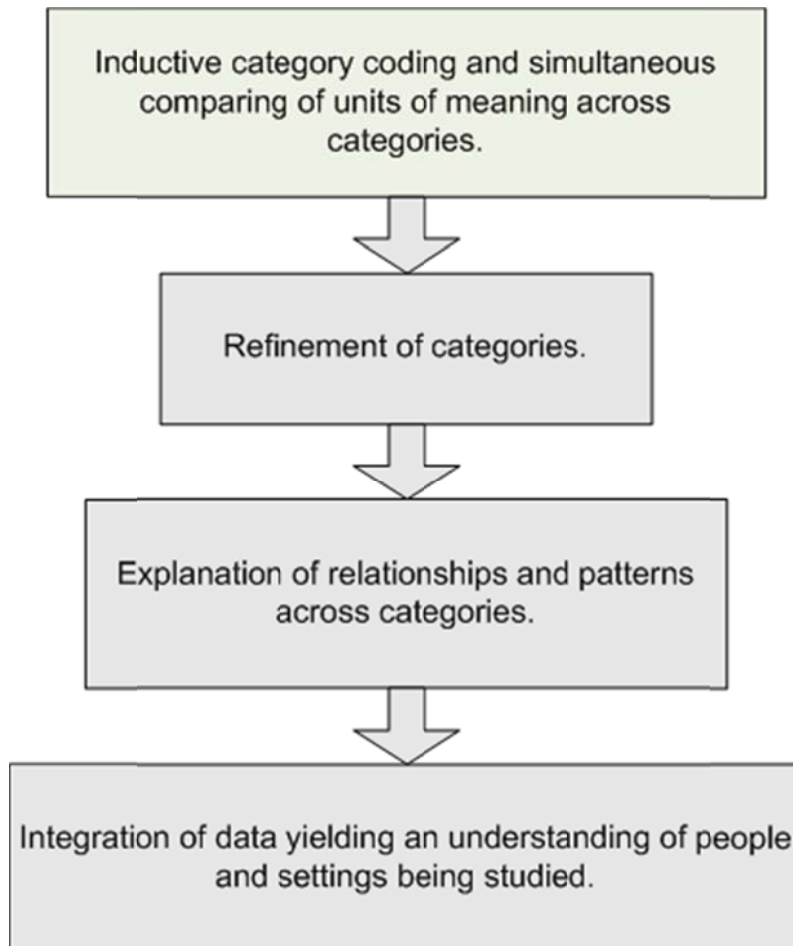 Inductive category coding and simultaneous
comparing of units of meaning across
categories.
Refinement of categories.
Explanation of relationships and patterns
across categories.
Integration of data yielding an understanding of people
and settings being studied.